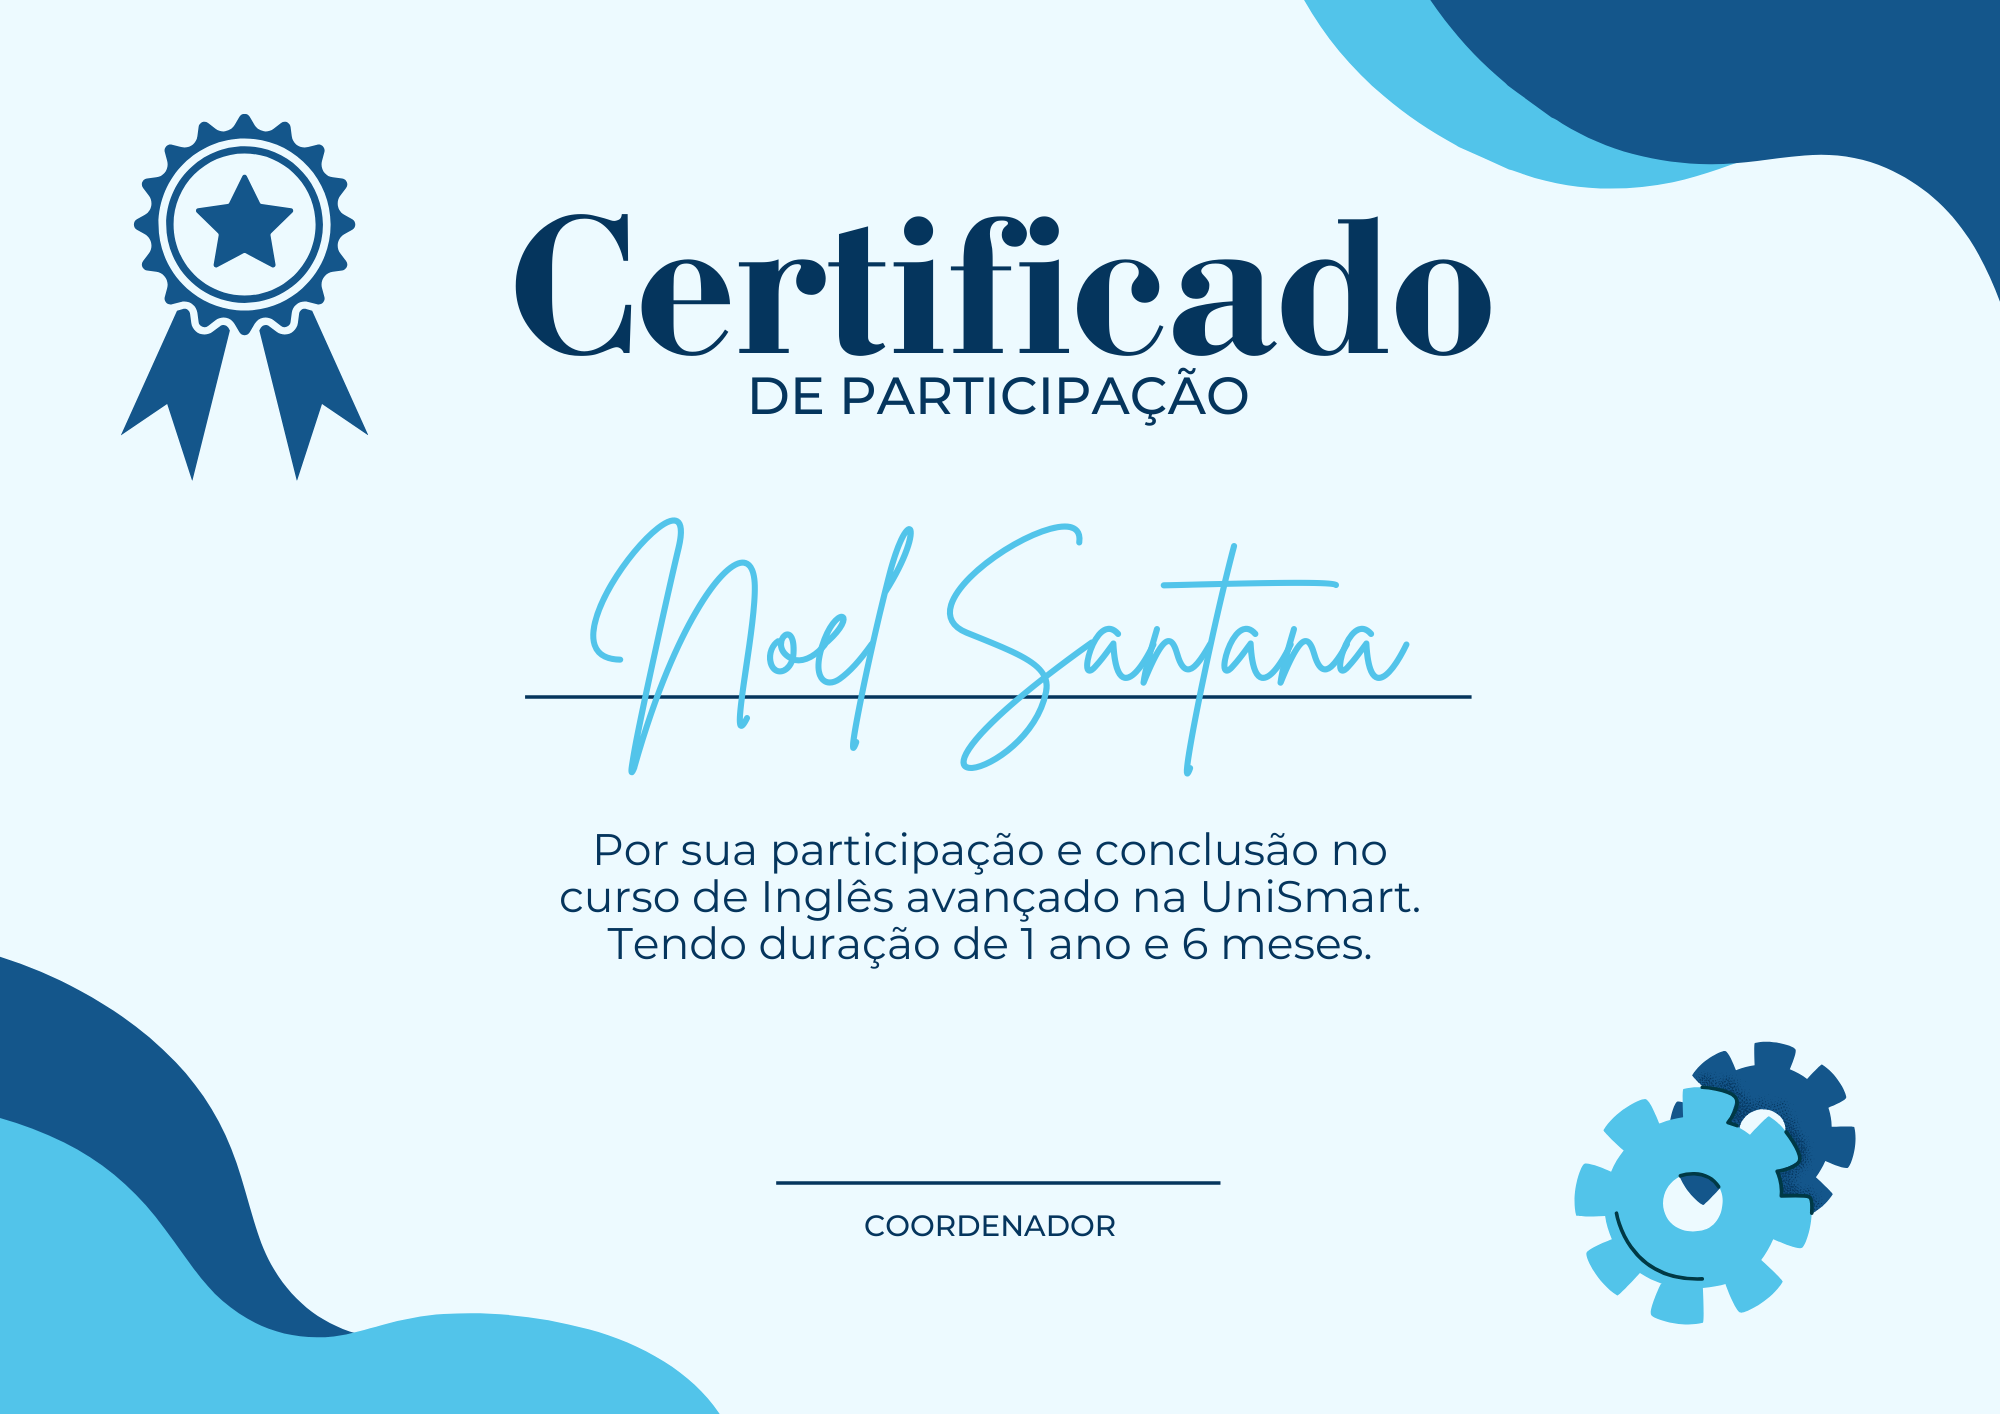 Certificado
DE PARTICIPAÇÃO
Noel Santana
Por sua participação e conclusão no
curso de Inglês avançado na UniSmart.
Tendo duração de 1 ano e 6 meses.
COORDENADOR